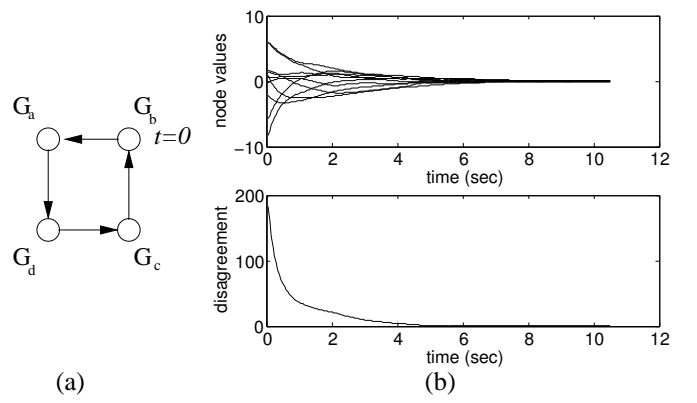 G_a
G_b
t=0
G_d
G_c
(a)
10
0
−10
node values
0 2 4 6 8 10 12
time (sec)
200
100
0
disagreement
0 2 4 6 8 10 12
time (sec)
(b)